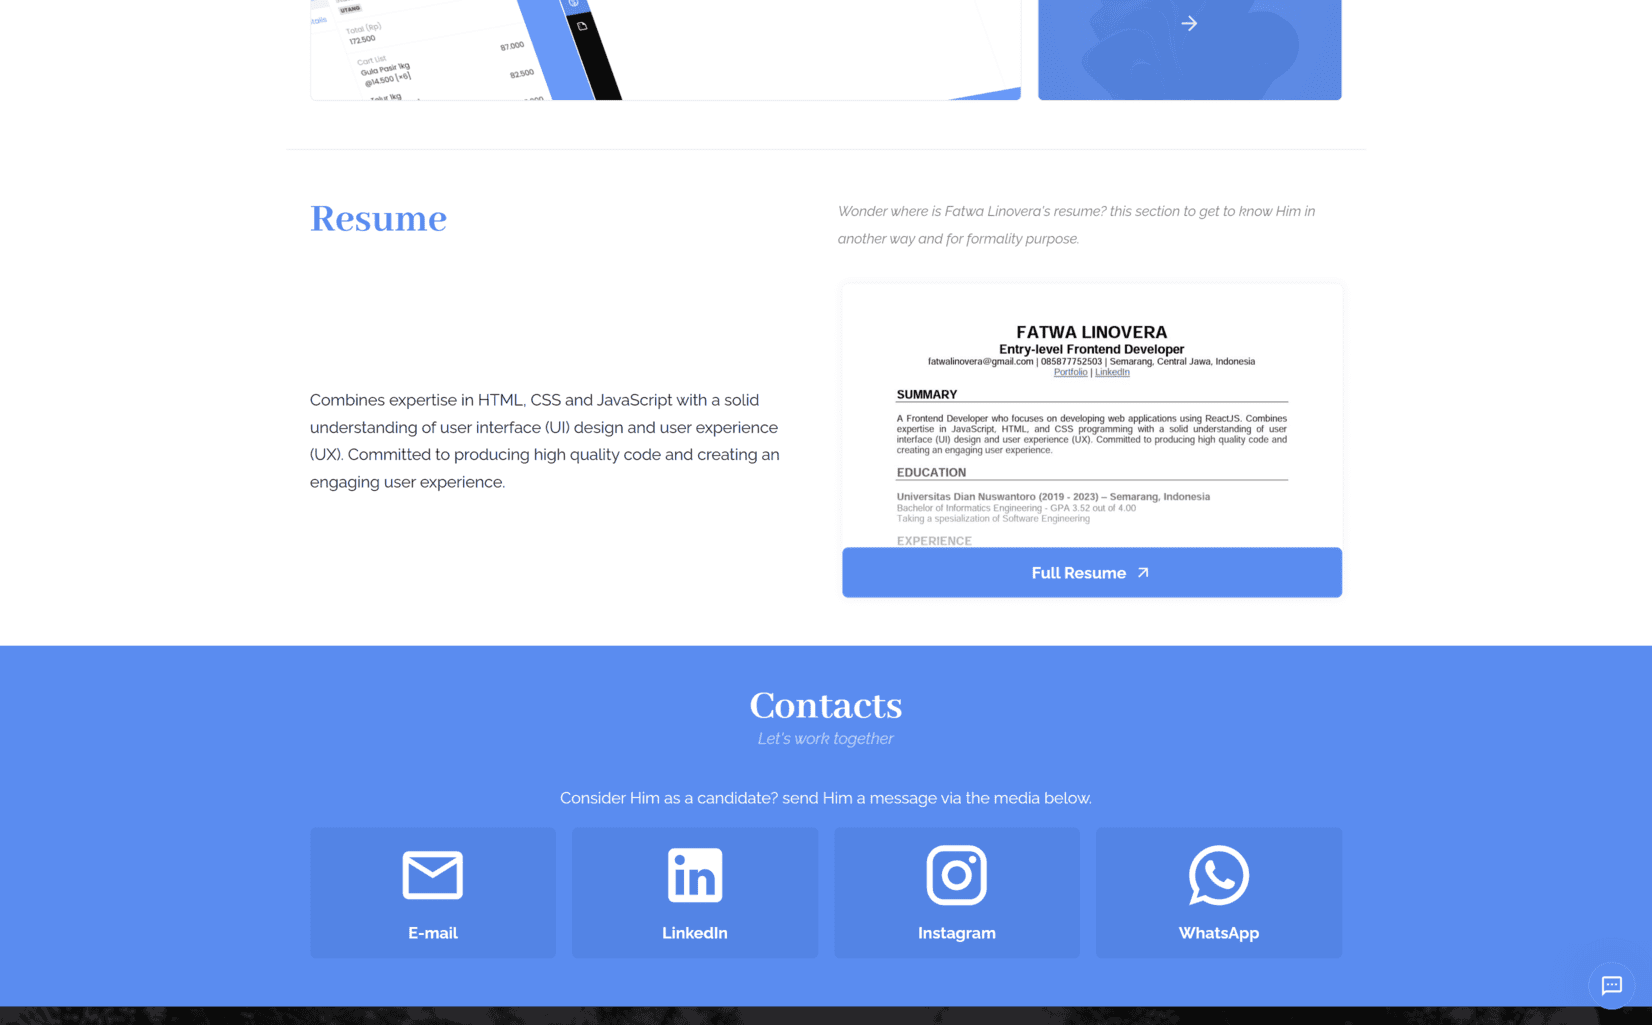 italis
UTANG
Total (Rp)
172.500
Cart List
87.000
Gula Pasir 1kg
@14.500 [×6]
82.500
Telur 1kg
Resume
Wonder where is Fatwa Linovera's resume? this section to get to know Him in
another way and for formality purpose.
Combines expertise in HTML, CSS and JavaScript with a solid
understanding of user interface (UI) design and user experience
(UX). Committed to producing high quality code and creating an
engaging user experience.
FATWA LINOVERA
Entry-level Frontend Developer
fatwalinovera@gmail.com | 085877752503 | Semarang, Central Jawa, Indonesia
Portfolio | LinkedIn
SUMMARY
A Frontend Developer who focuses on developing web applications using ReactJS. Combines
expertise in JavaScript, HTML, and CSS programming with a solid understanding of user
interface (UI) design and user experience (UX). Committed to producing high quality code and
creating an engaging user experience.
EDUCATION
Universitas Dian Nuswantoro (2019 - 2023) – Semarang, Indonesia
Bachelor of Informatics Engineering - GPA 3.52 out of 4.00
Taking a spesialization of Software Engineering
EXPERIENCE
Full Resume
Contacts
Let's work together
Consider Him as a candidate? send Him a message via the media below.
E-mail
LinkedIn
Instagram
WhatsApp